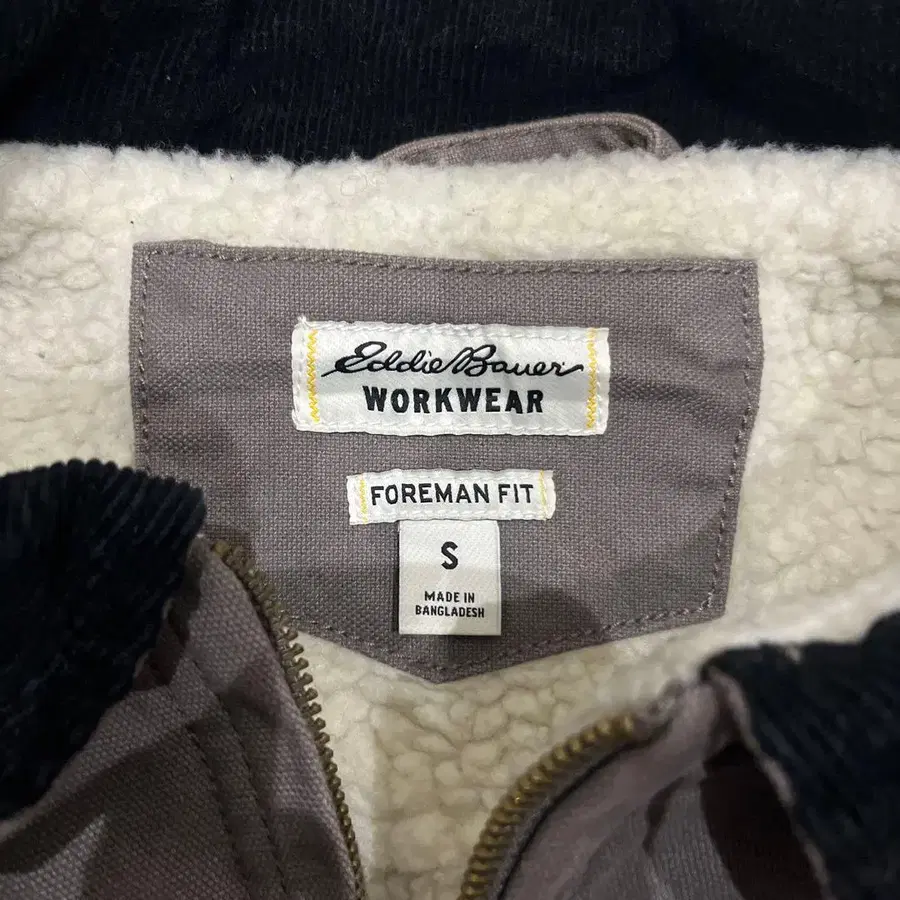 Eddie Bauer
WORKWEAR
FOREMAN FIT
S
MADE IN
BANGLADESH